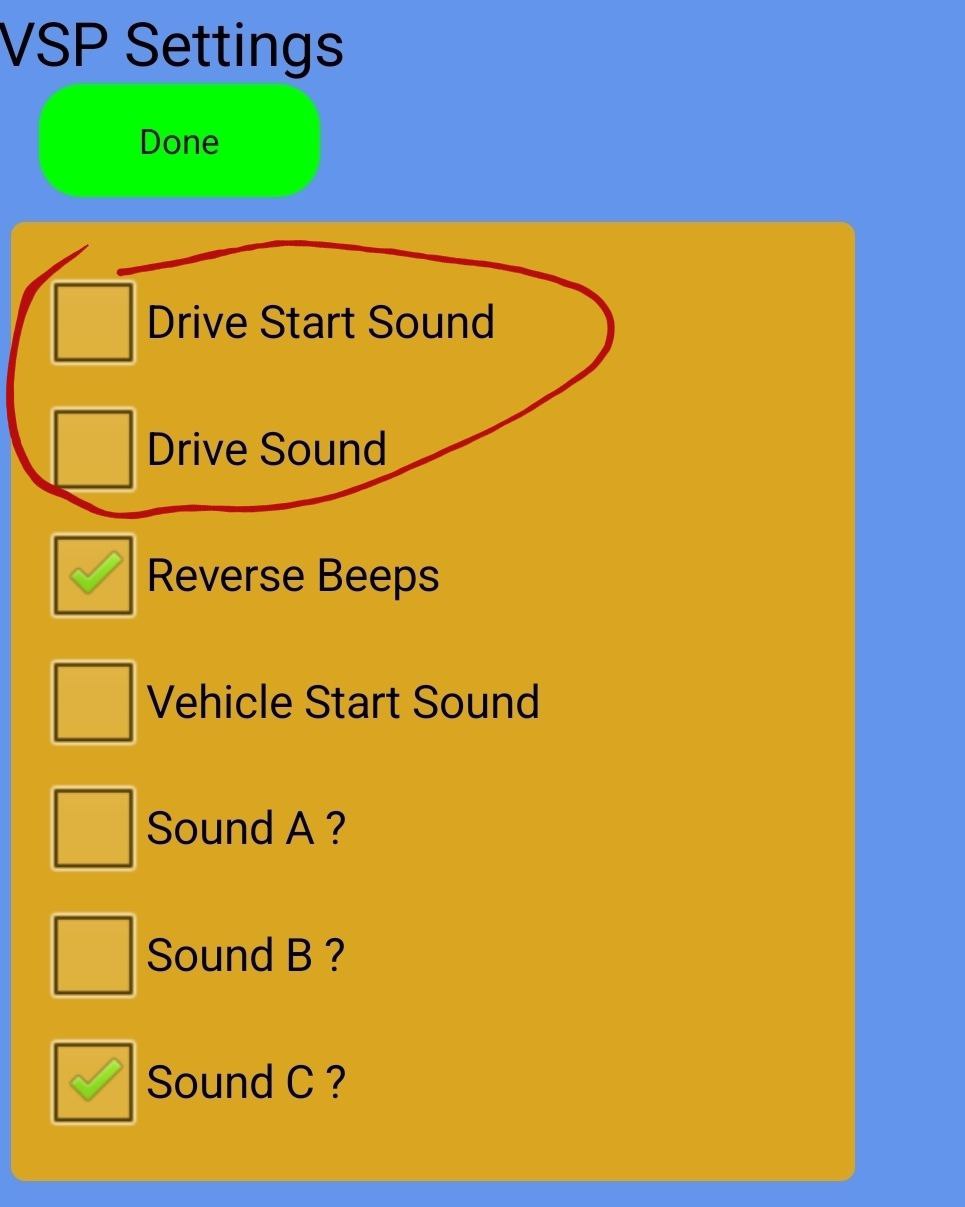 VSP Settings
Done
Drive Start Sound
Drive Sound
Reverse Beeps
Vehicle Start Sound
Sound A ?
Sound B ?
Sound C ?